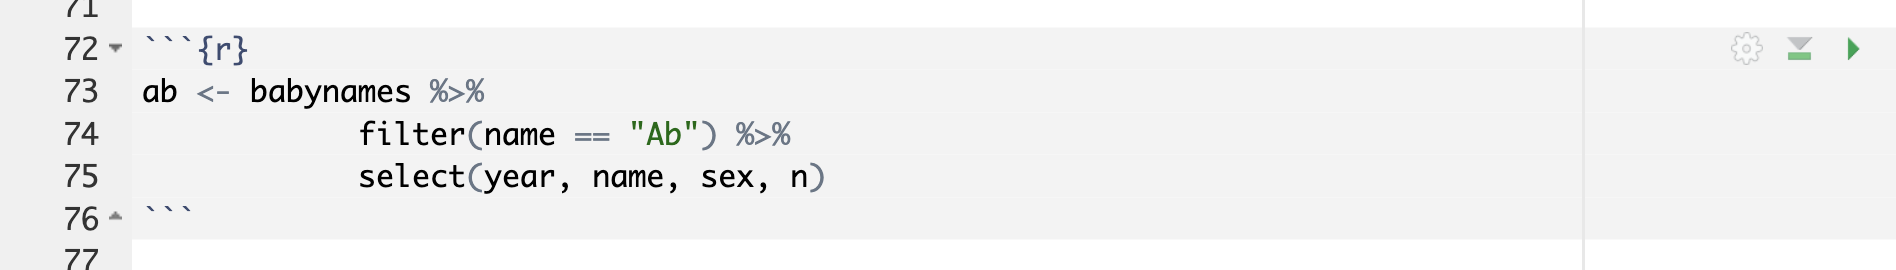 71
72 ```{r}
73 ab <- babynames %>%
74             filter(name == "Ab") %>%
75             select(year, name, sex, n)
76 ```
77